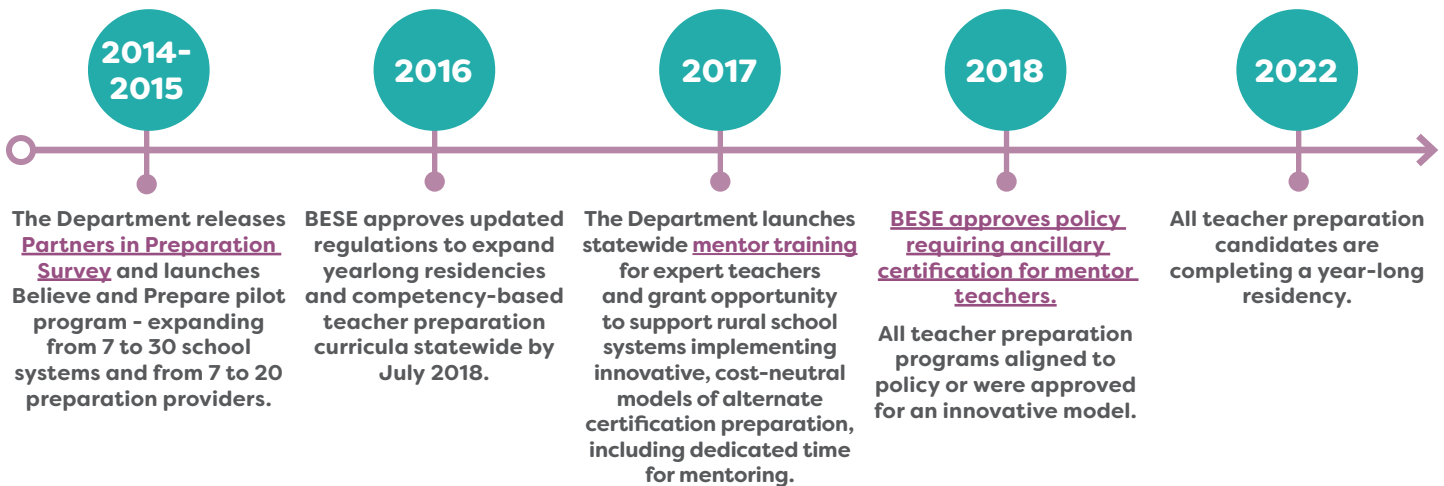 2014-
2015
The Department releases
Partners in Preparation
Survey and launches
Believe and Prepare pilot
program - expanding
from 7 to 30 school
systems and from 7 to 20
preparation providers.
2016
BESE approves updated
regulations to expand
yearlong residencies
and competency-based
teacher preparation
curricula statewide by
July 2018.
2017
The Department launches
statewide mentor training
for expert teachers
and grant opportunity
to support rural school
systems implementing
innovative, cost-neutral
models of alternate
certification preparation,
including dedicated time
for mentoring.
2018
BESE approves policy
requiring ancillary
certification for mentor
teachers.
All teacher preparation
programs aligned to
policy or were approved
for an innovative model.
2022
All teacher preparation
candidates are
completing a year-long
residency.